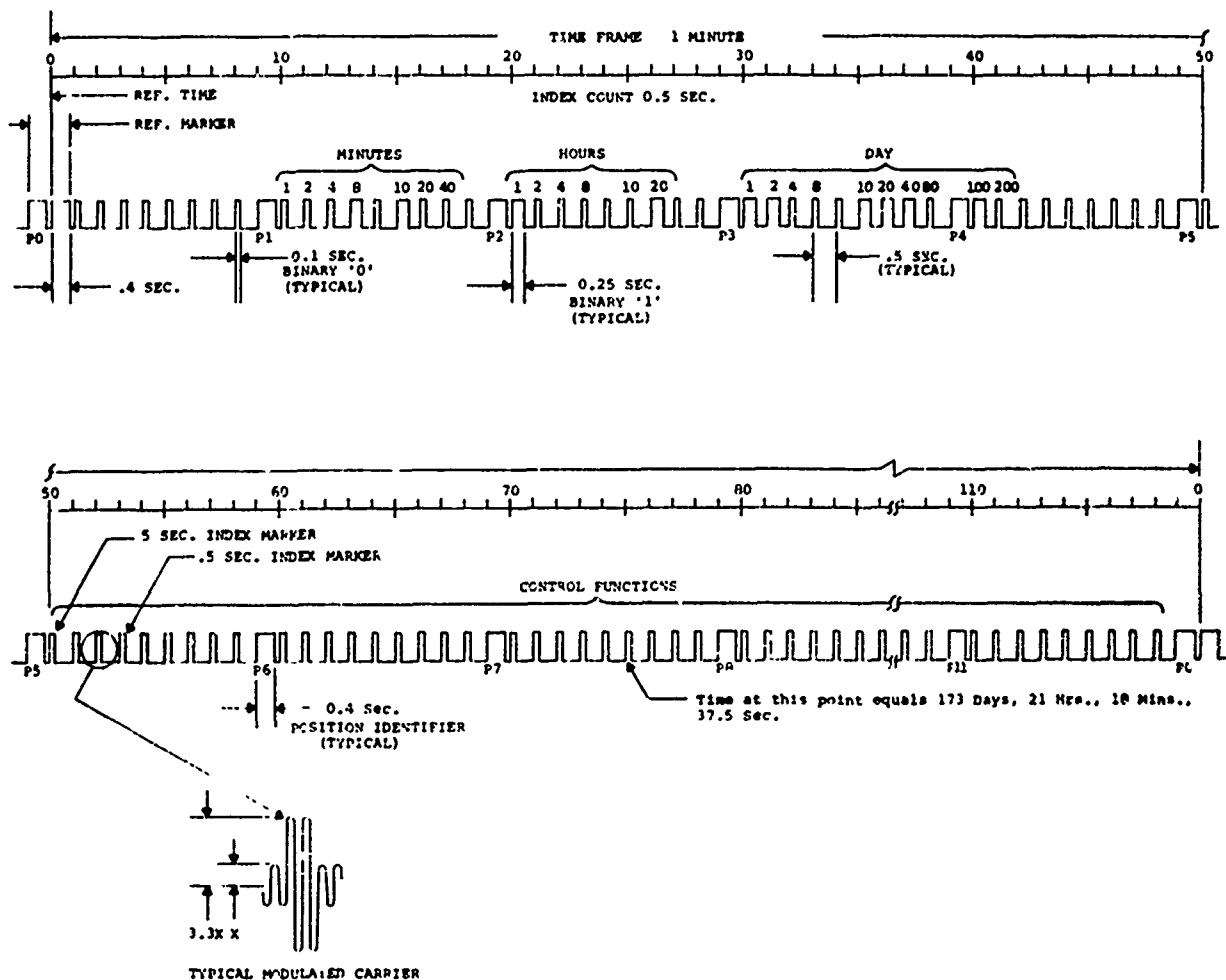 TIME FRAME 1 MINUTE
0 10 20 30 40 50
REF. TIME
INDEX COUNT 0.5 SEC.
REF. MARKER
MINUTES HOURS DAY
1 2 4 8 10 20 40 1 2 4 8 10 20 1 2 4 8 10 20 40 80 100 200
P0 P1 P2 P3 P4 P5
.4 SEC.
0.1 SEC.
BINARY '0'
(TYPICAL)
0.25 SEC.
BINARY '1'
(TYPICAL)
.5 SEC.
(TYPICAL)
50 60 70 80 110 0
5 SEC. INDEX MARKER
.5 SEC. INDEX MARKER
CONTROL FUNCTIONS
P5 P6 P7 P8 P11
Time at this point equals 173 Days, 21 Hrs., 18 Mins.,
37.5 Sec.
0.4 Sec.
POSITION IDENTIFIER
(TYPICAL)
3.3X X
TYPICAL MODULATED CARRIER